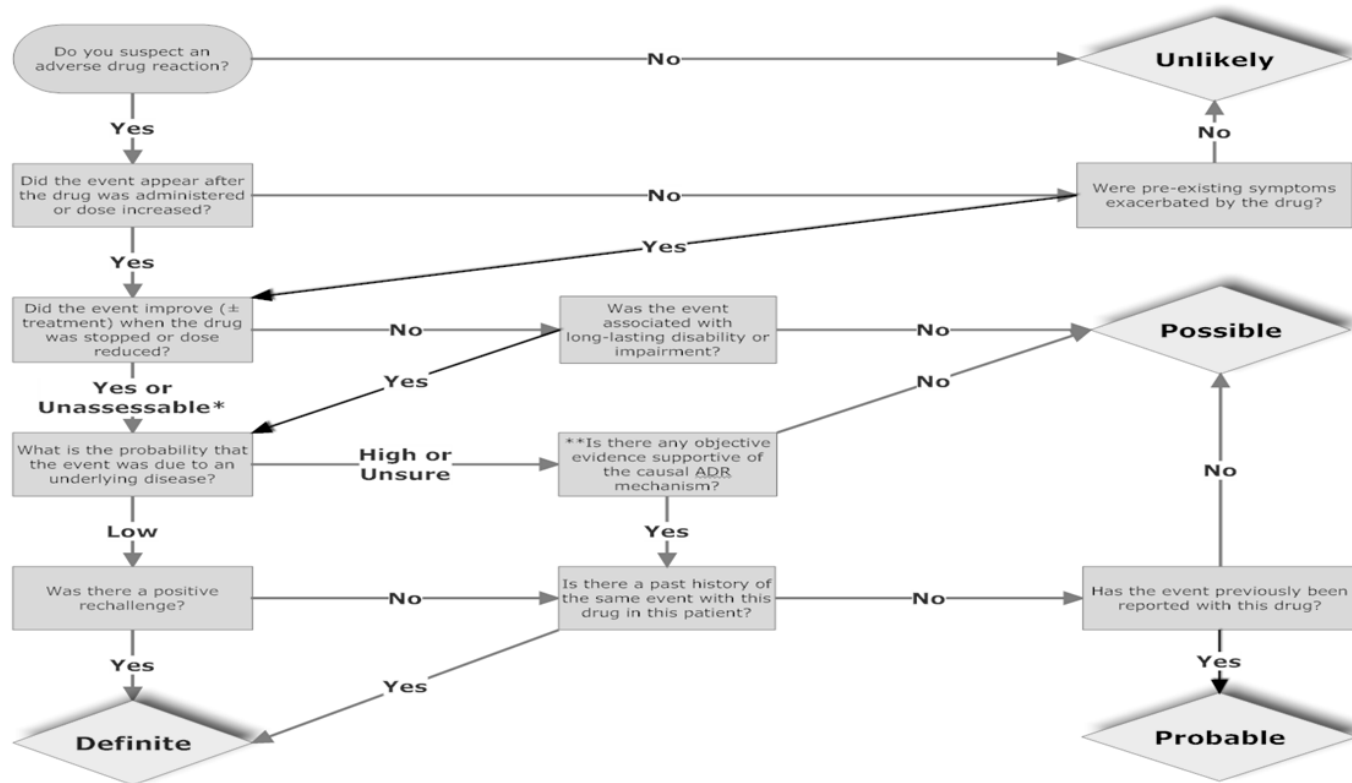 Do you suspect an
adverse drug reaction?
No
Unlikely
Yes
No
Did the event appear after
the drug was administered
or dose increased?
No
Were pre-existing symptoms
exacerbated by the drug?
Yes
Yes
Did the event improve (±
treatment) when the drug
was stopped or dose
reduced?
No
Was the event
associated with
long-lasting disability or
impairment?
No
Possible
Yes or
Unassessable*
Yes
No
What is the probability that
the event was due to an
underlying disease?
High or
Unsure
**Is there any objective
evidence supportive
of the causal ADR
mechanism?
No
Low
Yes
Was there a positive
rechallenge?
No
Is there a past history of
the same event with this
drug in this patient?
No
Has the event previously been
reported with this drug?
Yes
Yes
Yes
Definite
Probable